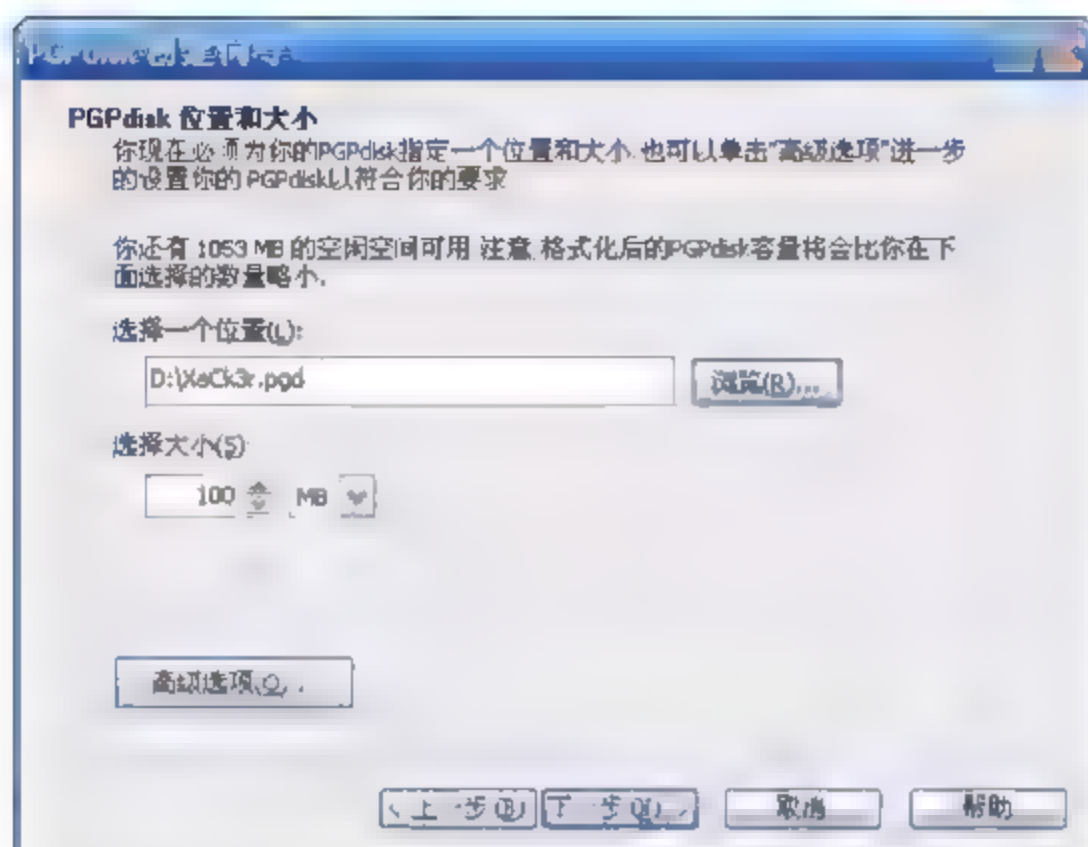 PGPdisk 位置和大小
你现在必须为你的PGPdisk指定一个位置和大小.也可以单击"高级选项"进一步
的设置你的 PGPdisk以符合你的要求
你还有 1053 MB 的空闲空间可用 注意 格式化后的PGPdisk容量将会比你在下
面选择的数量略小.
选择一个位置(L):
D:\XeCk3r.pgd
浏览(R)...
选择大小(S)
100 MB
高级选项(O)...
< 上一步(B) 下一步(N) > 取消 帮助